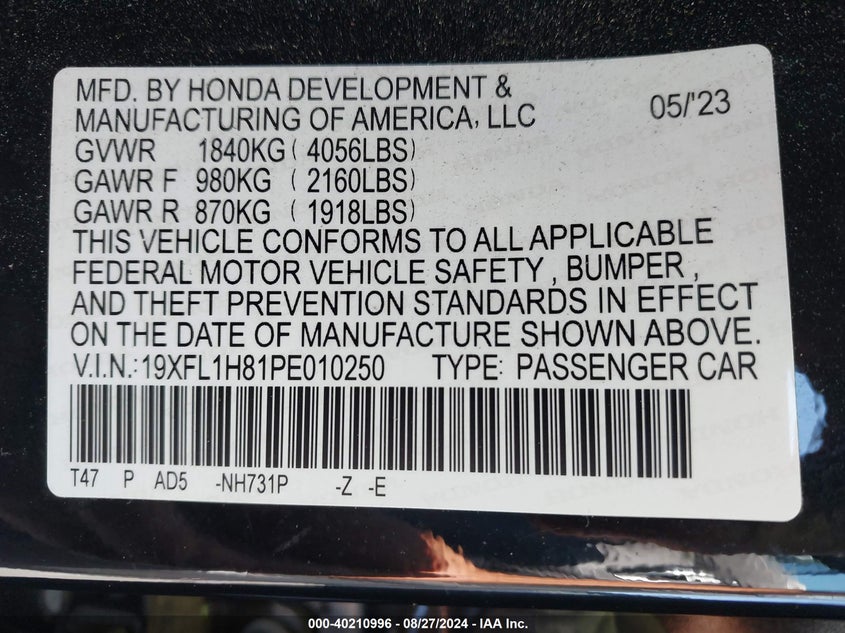 MFD. BY HONDA DEVELOPMENT &
MANUFACTURING OF AMERICA, LLC 05/'23
GVWR 1840KG ( 4056LBS)
GAWR F 980KG ( 2160LBS)
GAWR R 870KG ( 1918LBS)
THIS VEHICLE CONFORMS TO ALL APPLICABLE
FEDERAL MOTOR VEHICLE SAFETY , BUMPER ,
AND THEFT PREVENTION STANDARDS IN EFFECT
ON THE DATE OF MANUFACTURE SHOWN ABOVE.
V.I.N.:19XFL1H81PE010250 TYPE: PASSENGER CAR
T47 P AD5 -NH731P -Z -E
000-40210996 - 08/27/2024 - IAA Inc.